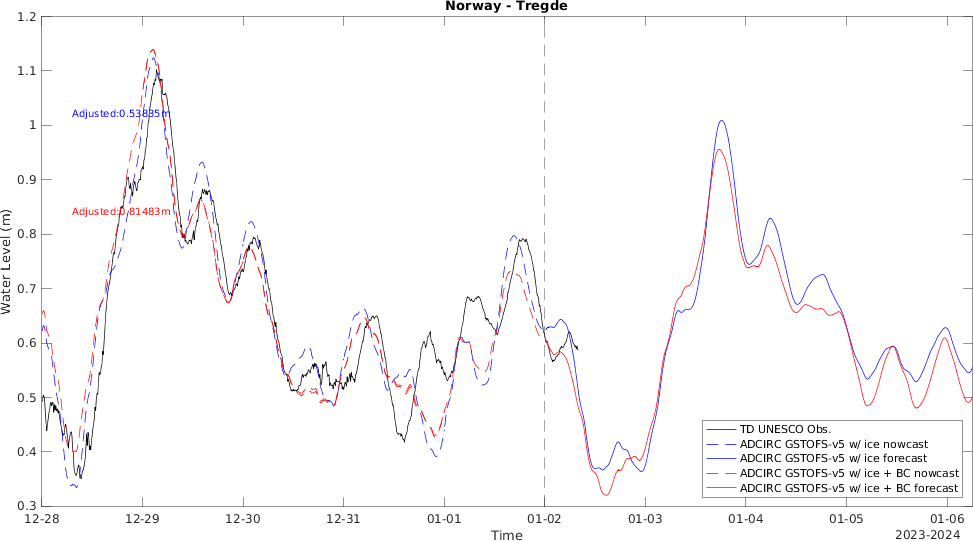 Norway - Tregde
1.2
1.1
1
0.9
0.8
0.7
0.6
0.5
0.4
0.3
Water Level (m)
Adjusted:0.53835m
Adjusted:0.81483m
TD UNESCO Obs.
ADCIRC GSTOFS-v5 w/ ice nowcast
ADCIRC GSTOFS-v5 w/ ice forecast
ADCIRC GSTOFS-v5 w/ ice + BC nowcast
ADCIRC GSTOFS-v5 w/ ice + BC forecast
12-28 12-29 12-30 12-31 01-01 01-02 01-03 01-04 01-05 01-06
Time
2023-2024